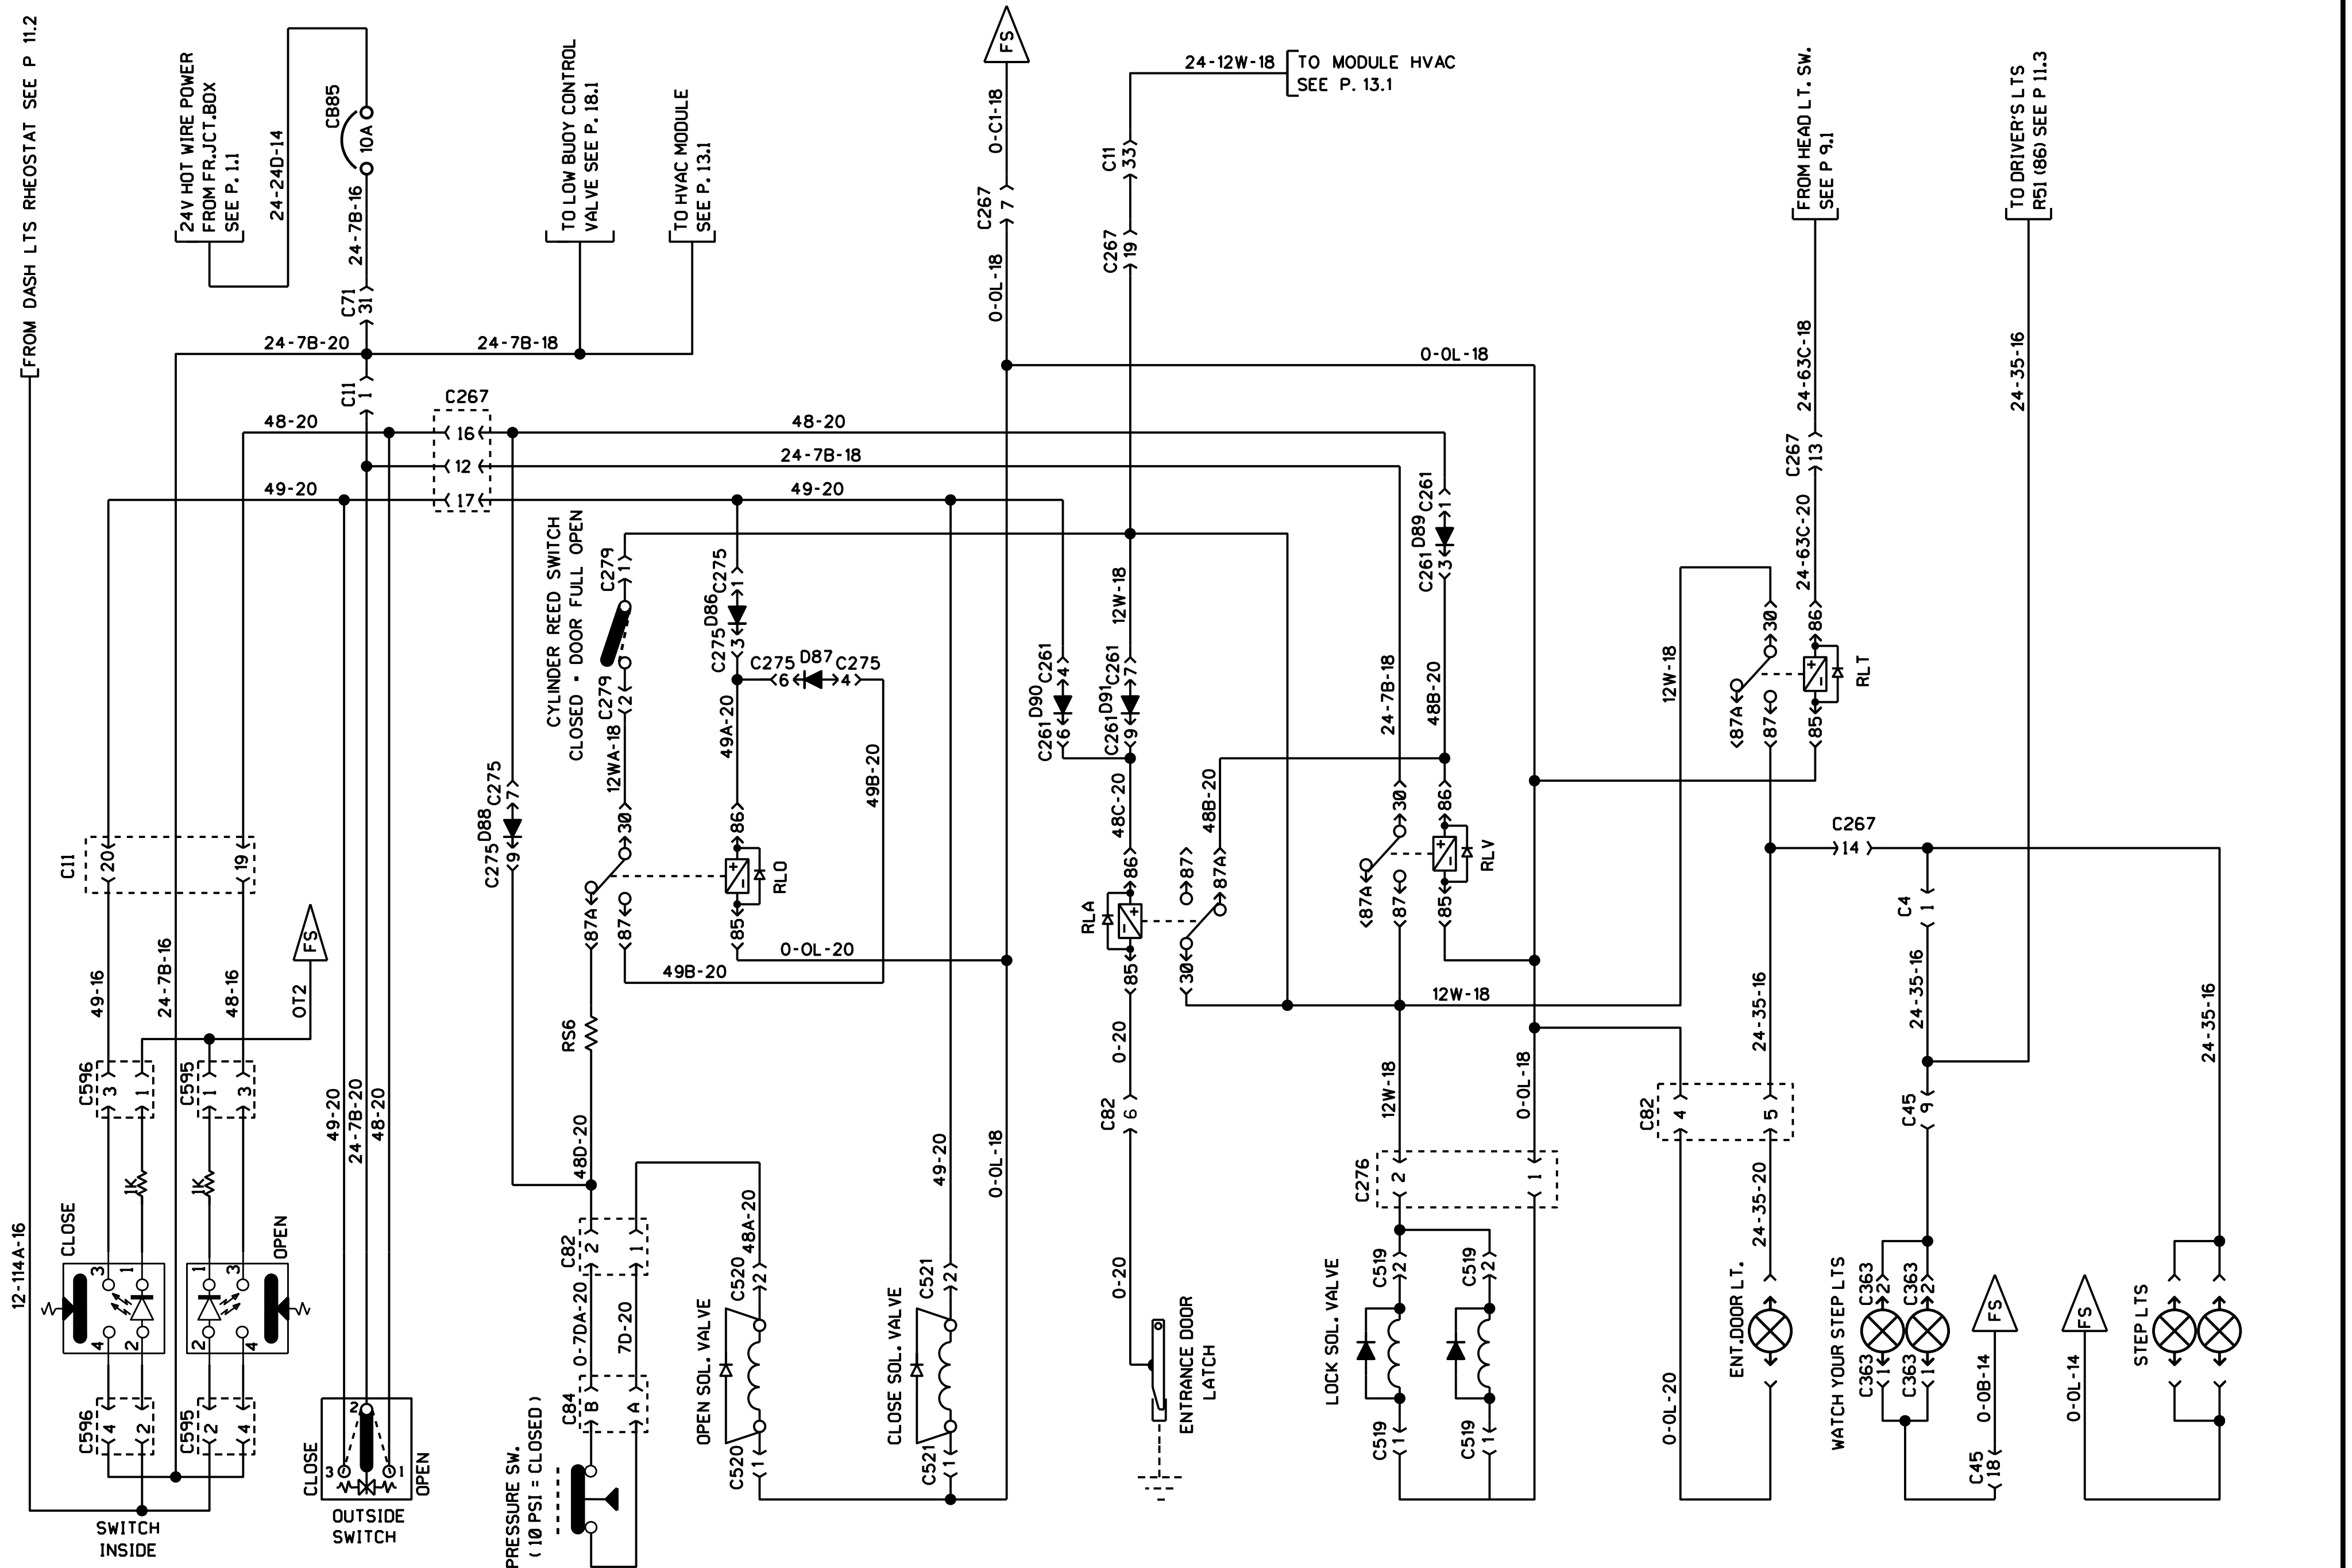 FROM DASH LTS RHEOSTAT SEE P 11.2
12-114A-16
24V HOT WIRE POWER
FROM FR.JCT.BOX
SEE P. 1.1
24-24D-14
CB85
10A
24-7B-16
C71
31
24-7B-20
24-7B-18
C11
1
TO LOW BUOY CONTROL
VALVE SEE P. 18.1
TO HVAC MODULE
SEE P. 13.1
FS
0-C1-18
C267
7
0-OL-18
24-12W-18
TO MODULE HVAC
SEE P. 13.1
C11
33
C267
19
0-OL-18
FROM HEAD LT. SW.
SEE P 9.1
24-63C-18
C267
13
24-63C-20
TO DRIVER'S LTS
R51 (86) SEE P 11.3
24-35-16
C267
48-20
16
48-20
12
24-7B-18
49-20
17
49-20
CYLINDER REED SWITCH
CLOSED = DOOR FULL OPEN
C279
1
C279
2
12WA-18
C275
1
D86
C275
3
C275
D87
C275
6
4
49A-20
49B-20
C261
4
D90
C261
6
12W-18
C261
7
D91
C261
9
48C-20
48B-20
24-7B-18
C261
1
D89
C261
3
48B-20
12W-18
30
86
87A
87
85
RLT
C275
7
D88
C275
9
30
86
87A
87
85
RLO
0-OL-20
49B-20
86
87
87A
RLA
85
30
30
86
87A
87
85
RLV
12W-18
C267
14
C4
1
24-35-16
24-35-16
24-35-16
C11
20
19
FS
OT2
49-16
24-7B-16
48-16
C596
3
1
C595
1
3
1K
1K
CLOSE
3
1
4
2
OPEN
1
3
2
4
C596
4
2
C595
2
4
SWITCH
INSIDE
49-20
24-7B-20
48-20
CLOSE
2
3
1
OPEN
OUTSIDE
SWITCH
RS6
48D-20
C82
2
1
0-7DA-20
7D-20
C84
B
A
PRESSURE SW.
( 10 PSI = CLOSED )
48A-20
OPEN SOL. VALVE
C520
2
C520
1
49-20
CLOSE SOL. VALVE
C521
2
C521
1
0-OL-18
0-20
C82
6
0-20
ENTRANCE DOOR
LATCH
12W-18
0-OL-18
C276
2
1
LOCK SOL. VALVE
C519
2
C519
2
C519
1
C519
1
C82
4
5
24-35-20
ENT.DOOR LT.
0-OL-20
C45
9
WATCH YOUR STEP LTS
C363
2
C363
2
C363
1
C363
1
FS
0-OB-14
C45
18
FS
0-OL-14
STEP LTS